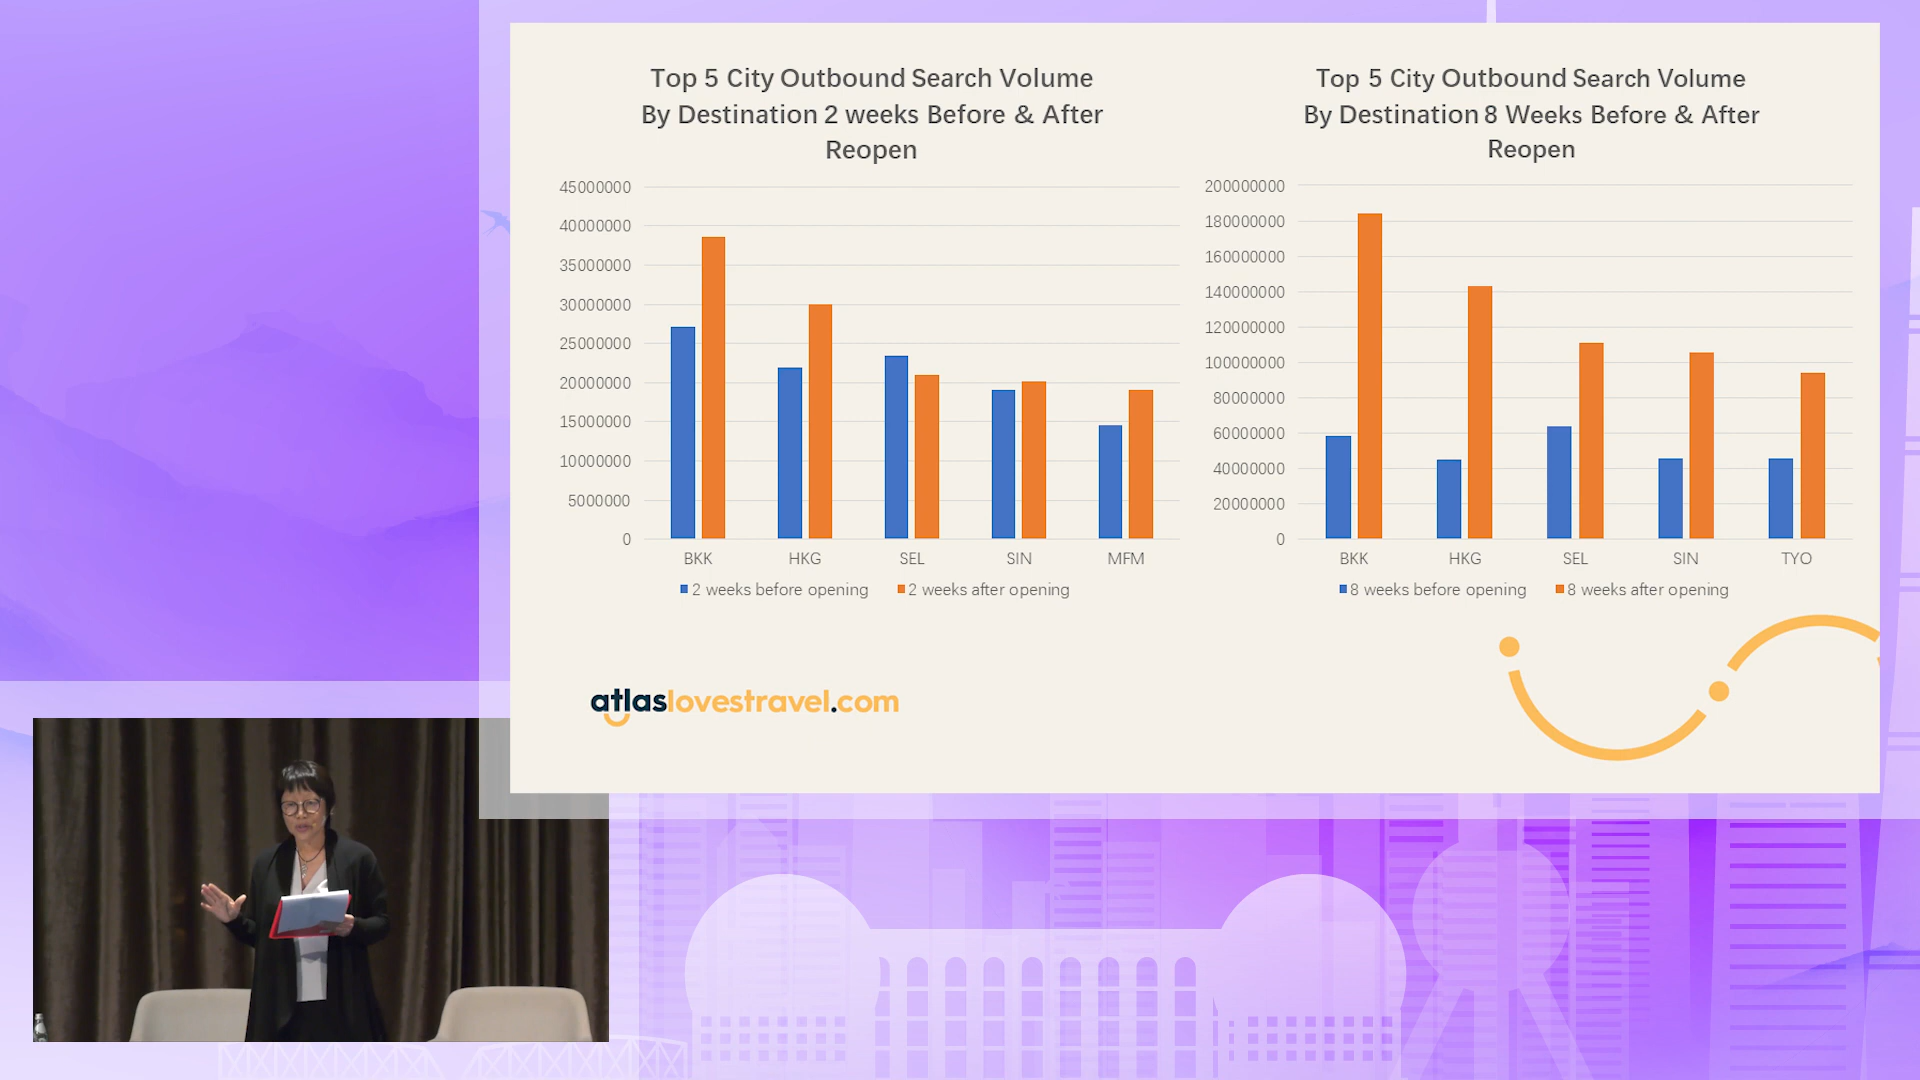 Top 5 City Outbound Search Volume
By Destination 2 weeks Before & After
Reopen
45000000
40000000
35000000
30000000
25000000
20000000
15000000
10000000
5000000
0
BKK HKG SEL SIN MFM
2 weeks before opening 2 weeks after opening
Top 5 City Outbound Search Volume
By Destination 8 Weeks Before & After
Reopen
200000000
180000000
160000000
140000000
120000000
100000000
80000000
60000000
40000000
20000000
0
BKK HKG SEL SIN TYO
8 weeks before opening 8 weeks after opening
atlaslovestravel.com